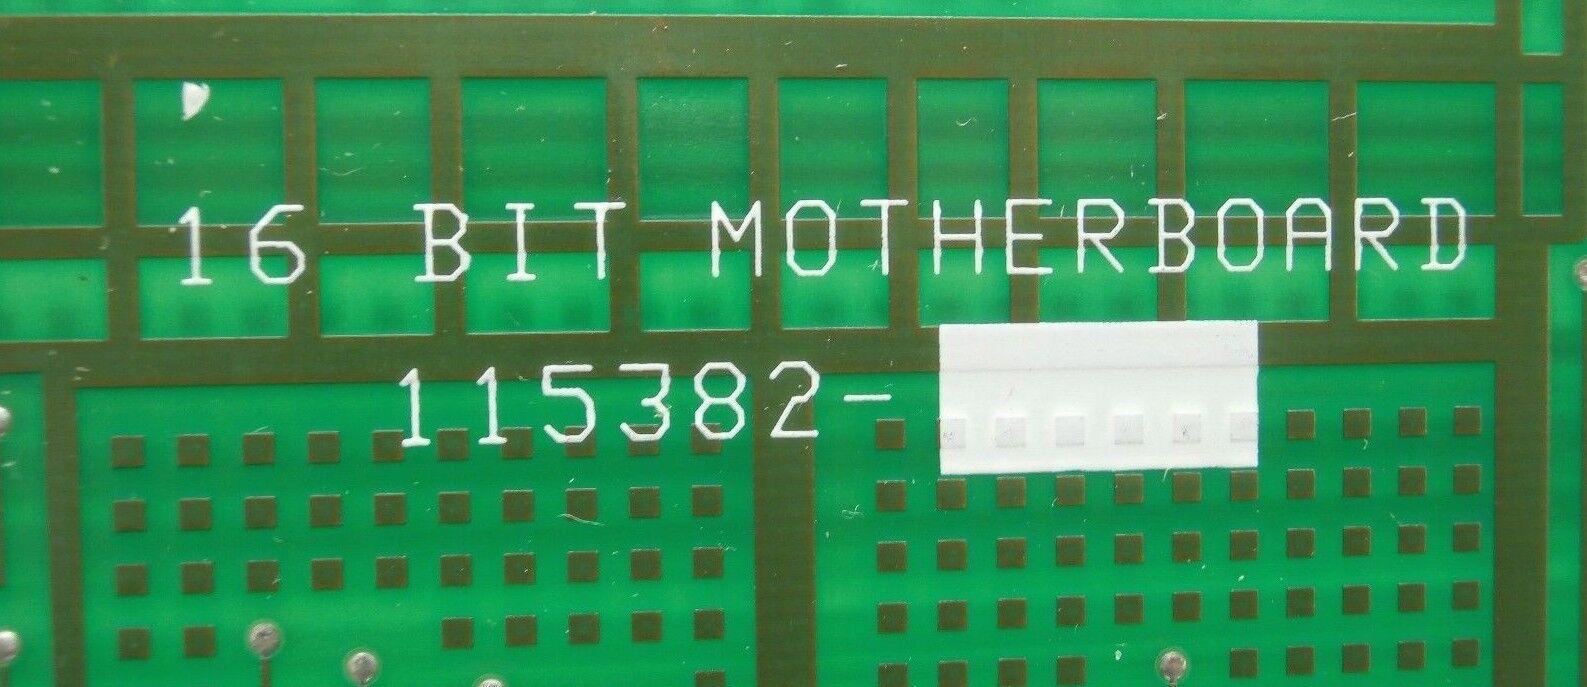 16 BIT MOTHERBOARD
115382-